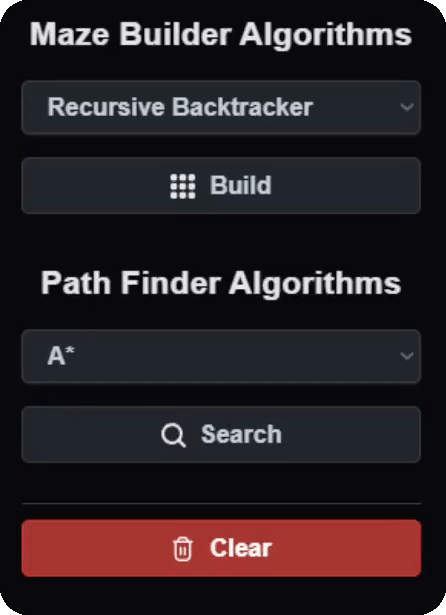 Maze Builder Algorithms
Recursive Backtracker
Build
Path Finder Algorithms
A*
Search
Clear